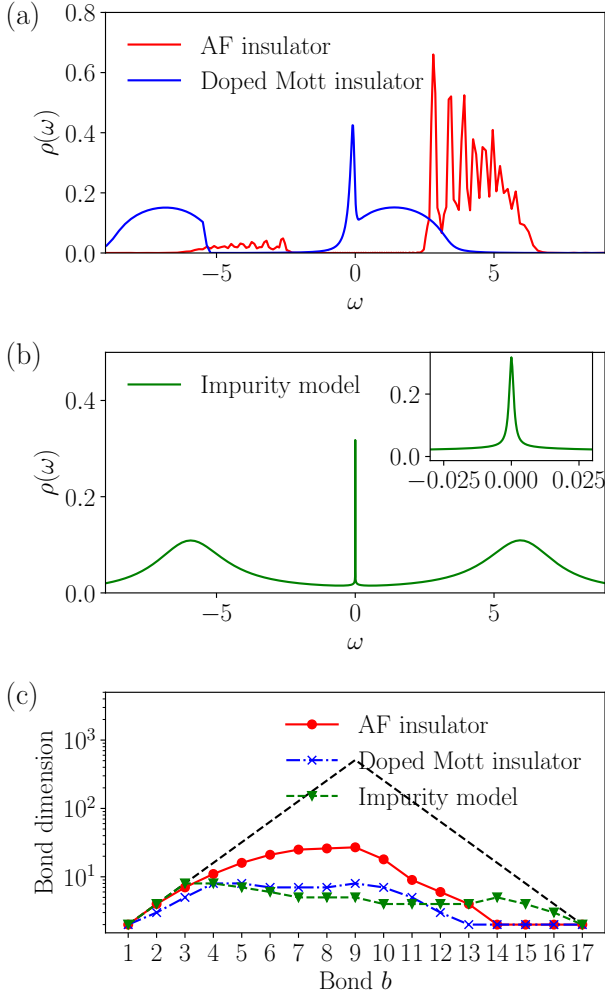 (a)
0.8
0.6
0.4
0.2
0.0
ρ(ω)
AF insulator
Doped Mott insulator
−5 0 5
ω
(b)
0.4
0.2
0.0
ρ(ω)
Impurity model
0.2
0.0
−0.025 0.000 0.025
−5 0 5
ω
(c)
10³
10²
10¹
Bond dimension
AF insulator
Doped Mott insulator
Impurity model
1 2 3 4 5 6 7 8 9 10 11 12 13 14 15 16 17
Bond b